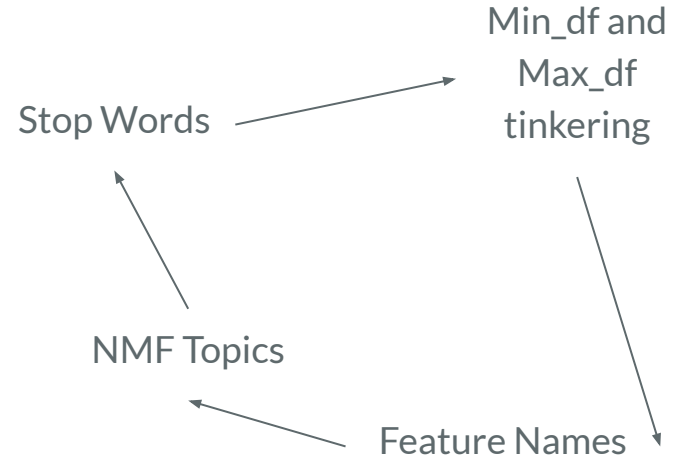 Min_df and
Max_df
tinkering
Stop Words
NMF Topics
Feature Names